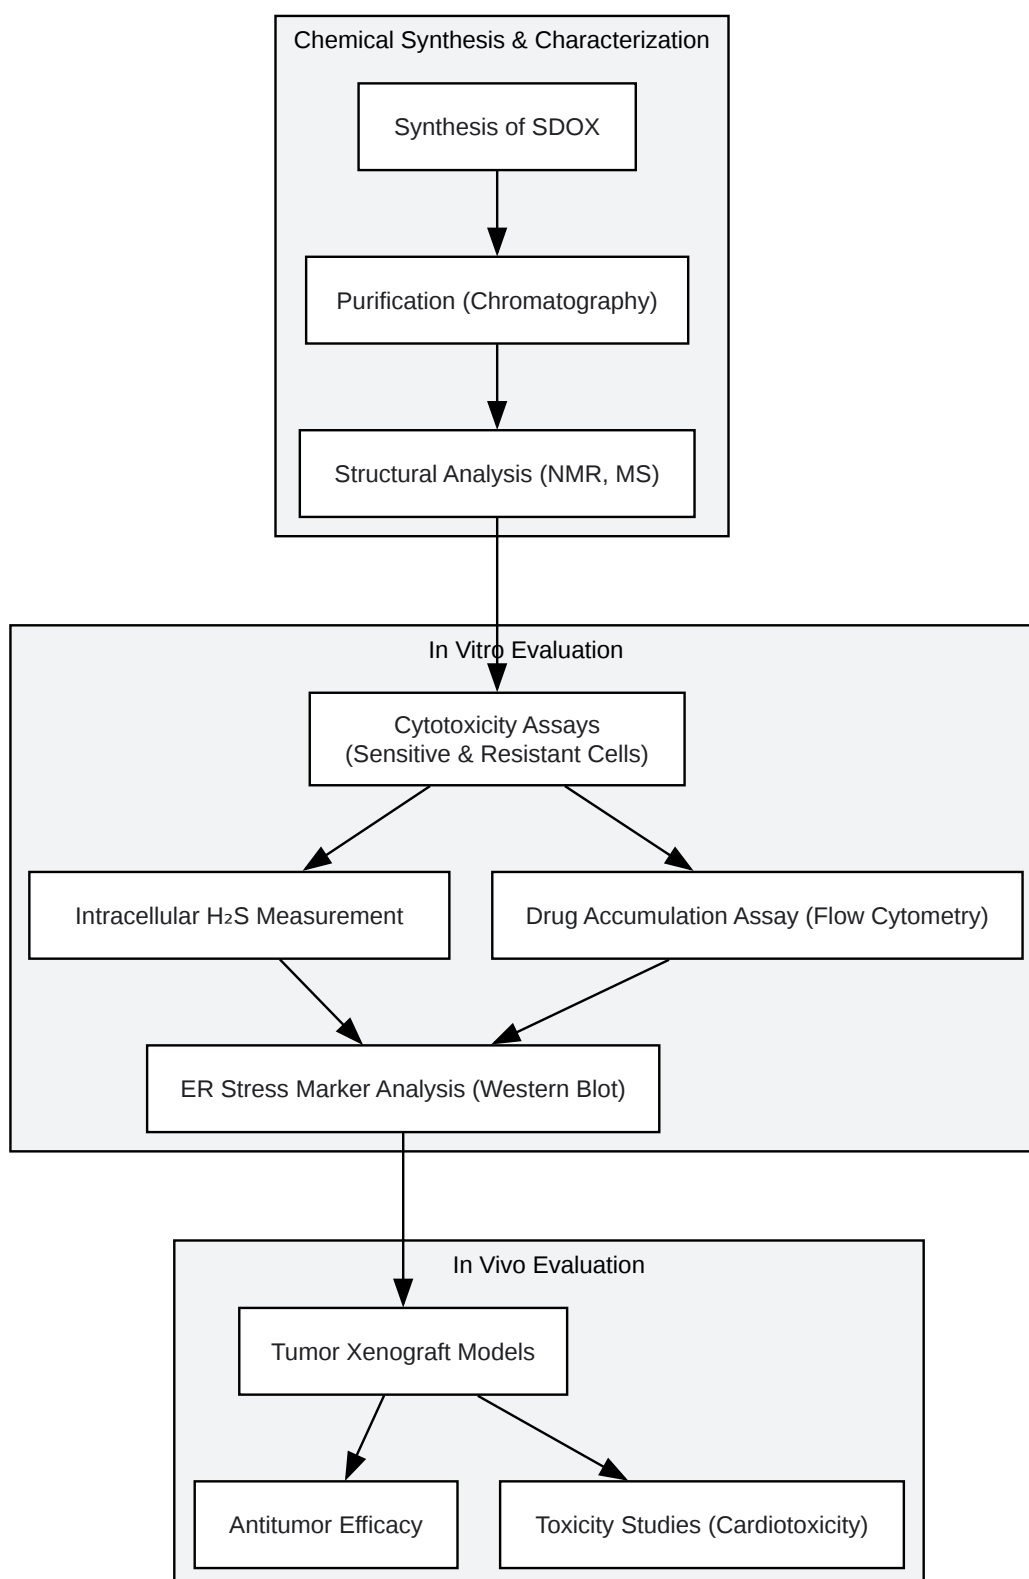 Chemical Synthesis & Characterization
Synthesis of SDOX
Purification (Chromatography)
Structural Analysis (NMR, MS)
In Vitro Evaluation
Cytotoxicity Assays
(Sensitive & Resistant Cells)
Intracellular H₂S Measurement
Drug Accumulation Assay (Flow Cytometry)
ER Stress Marker Analysis (Western Blot)
In Vivo Evaluation
Tumor Xenograft Models
Antitumor Efficacy
Toxicity Studies (Cardiotoxicity)